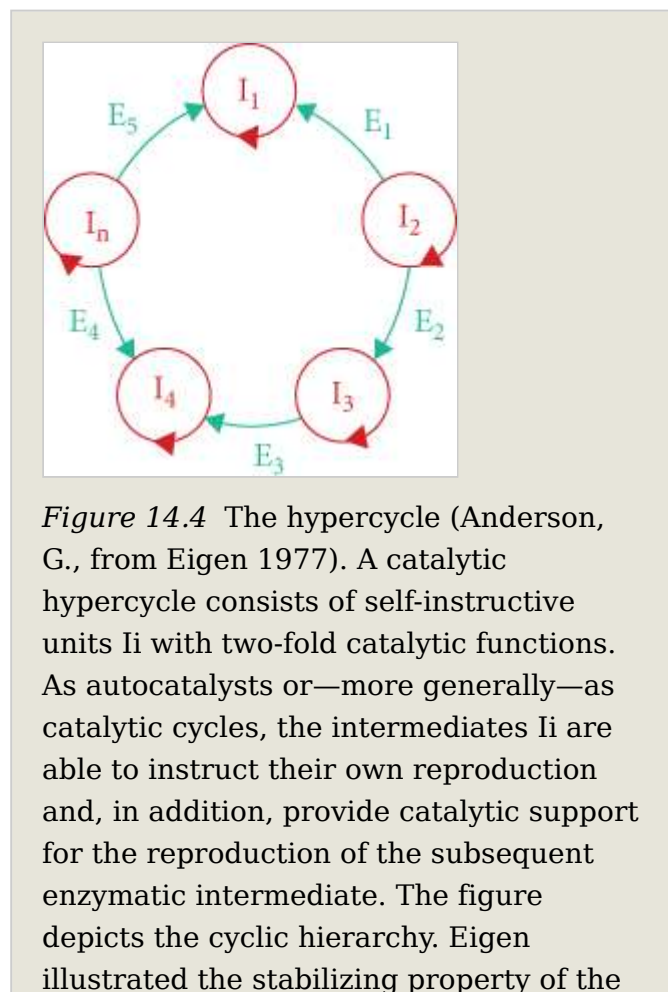 I1
E5
E1
In
I2
E4
E2
I4
I3
E3
Figure 14.4 The hypercycle (Anderson,
G., from Eigen 1977). A catalytic
hypercycle consists of self-instructive
units Ii with two-fold catalytic functions.
As autocatalysts or—more generally—as
catalytic cycles, the intermediates Ii are
able to instruct their own reproduction
and, in addition, provide catalytic support
for the reproduction of the subsequent
enzymatic intermediate. The figure
depicts the cyclic hierarchy. Eigen
illustrated the stabilizing property of the